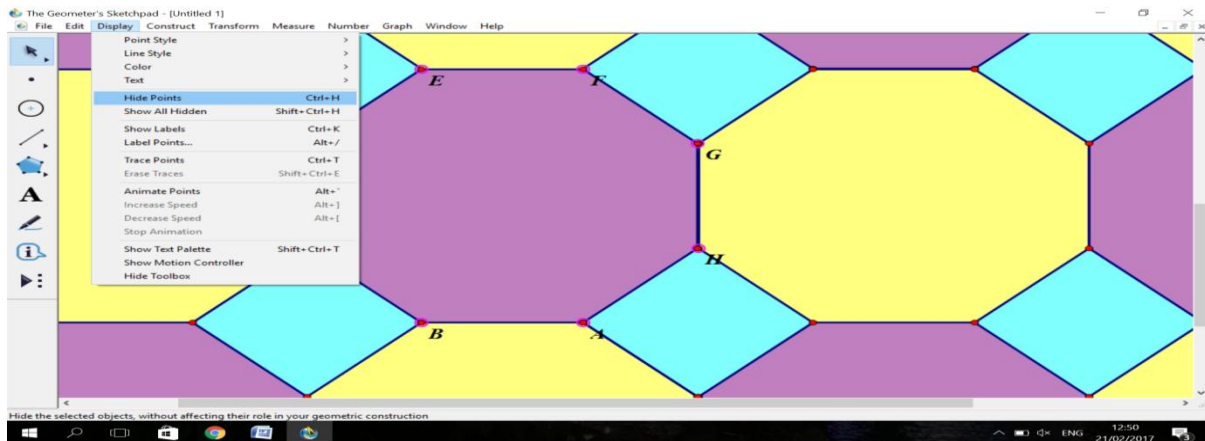 The Geometer's Sketchpad - [Untitled 1]
File Edit Display Construct Transform Measure Number Graph Window Help
Point Style
Line Style
Color
Text
Hide Points Ctrl+H
Show All Hidden Shift+Ctrl+H
Show Labels Ctrl+K
Label Points... Alt+/
Trace Points Ctrl+T
Erase Traces Shift+Ctrl+E
Animate Points Alt+`
Increase Speed Alt+]
Decrease Speed Alt+[
Stop Animation
Show Text Palette Shift+Ctrl+T
Show Motion Controller
Hide Toolbox
A
E
F
G
H
B
A
Hide the selected objects, without affecting their role in your geometric construction
ENG
12:50
21/02/2017